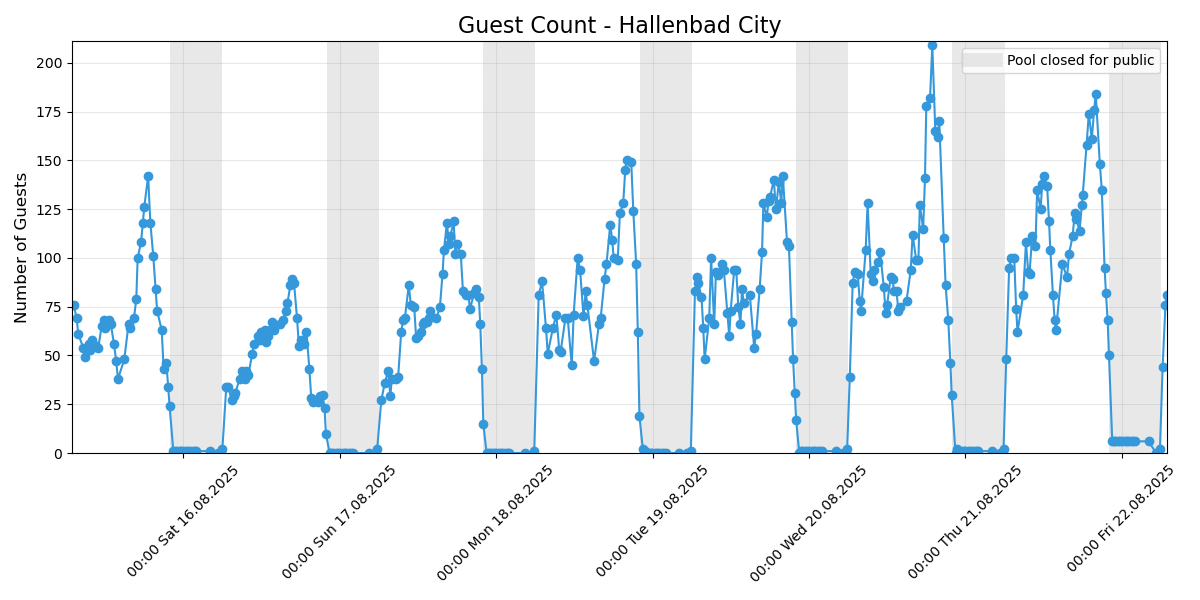 Guest Count - Hallenbad City
Pool closed for public
Number of Guests
200
175
150
125
100
75
50
25
0
00:00 Sat 16.08.2025
00:00 Sun 17.08.2025
00:00 Mon 18.08.2025
00:00 Tue 19.08.2025
00:00 Wed 20.08.2025
00:00 Thu 21.08.2025
00:00 Fri 22.08.2025